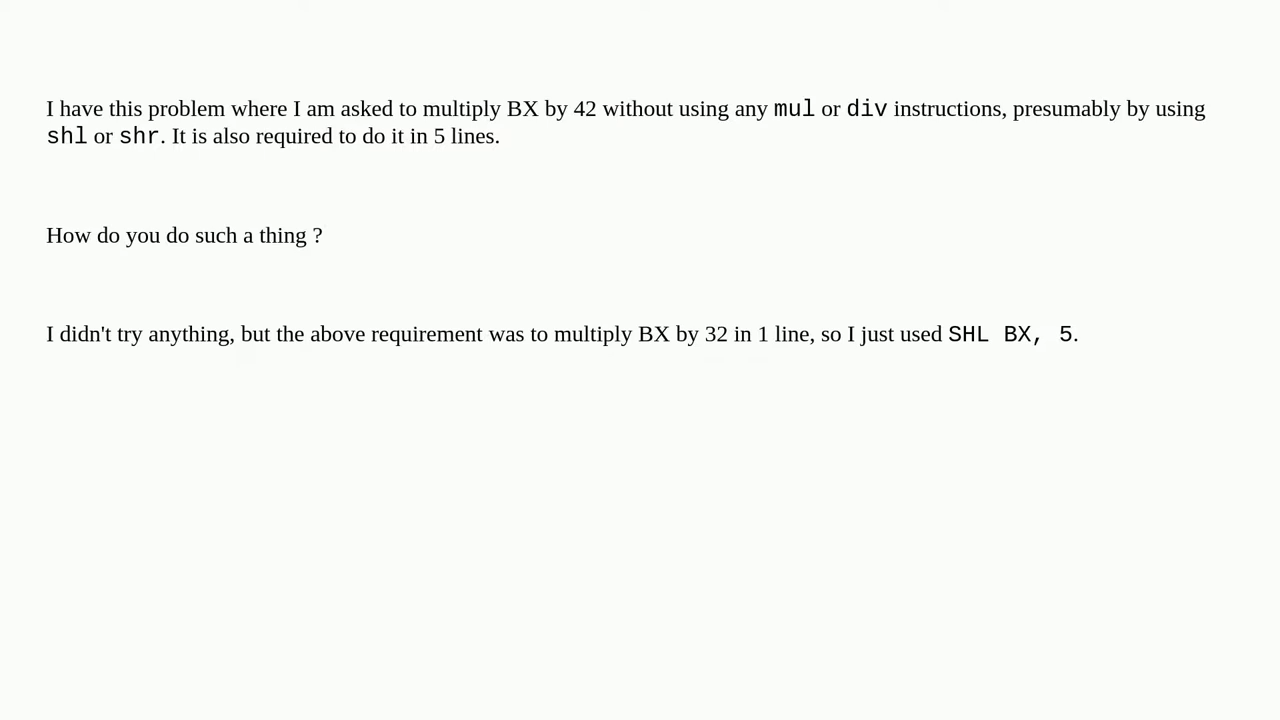 I have this problem where I am asked to multiply BX by 42 without using any mul or div instructions, presumably by using
shl or shr. It is also required to do it in 5 lines.
How do you do such a thing ?
I didn't try anything, but the above requirement was to multiply BX by 32 in 1 line, so I just used SHL BX, 5.